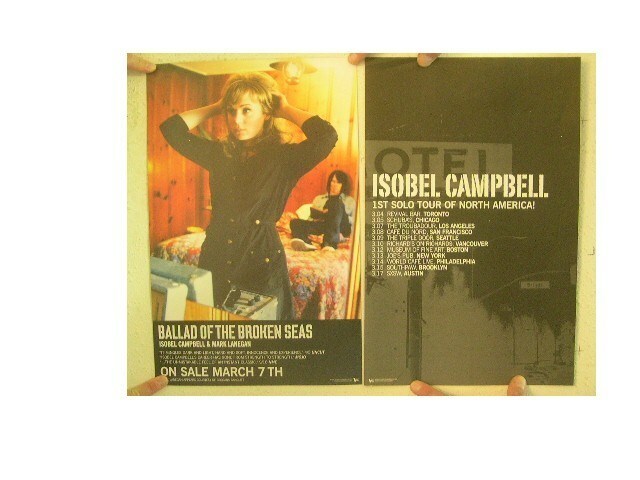 BALLAD OF THE BROKEN SEAS
ISOBEL CAMPBELL & MARK LANEGAN
ON SALE MARCH 7TH
OTEL
ISOBEL CAMPBELL
1ST SOLO TOUR OF NORTH AMERICA!
3.04 REVIVAL BAR, TORONTO
3.05 SCHUBA'S, CHICAGO
3.07 THE TROUBADOUR, LOS ANGELES
3.08 CAFE DU NORD, SAN FRANCISCO
3.09 THE TRIPLE DOOR, SEATTLE
3.10 RICHARD'S ON RICHARDS, VANCOUVER
3.12 MUSEUM OF FINE ART, BOSTON
3.13 JOE'S PUB, NEW YORK
3.14 WORLD CAFE LIVE, PHILADELPHIA
3.16 SOUTHPAW, BROOKLYN
3.17 SXSW, AUSTIN